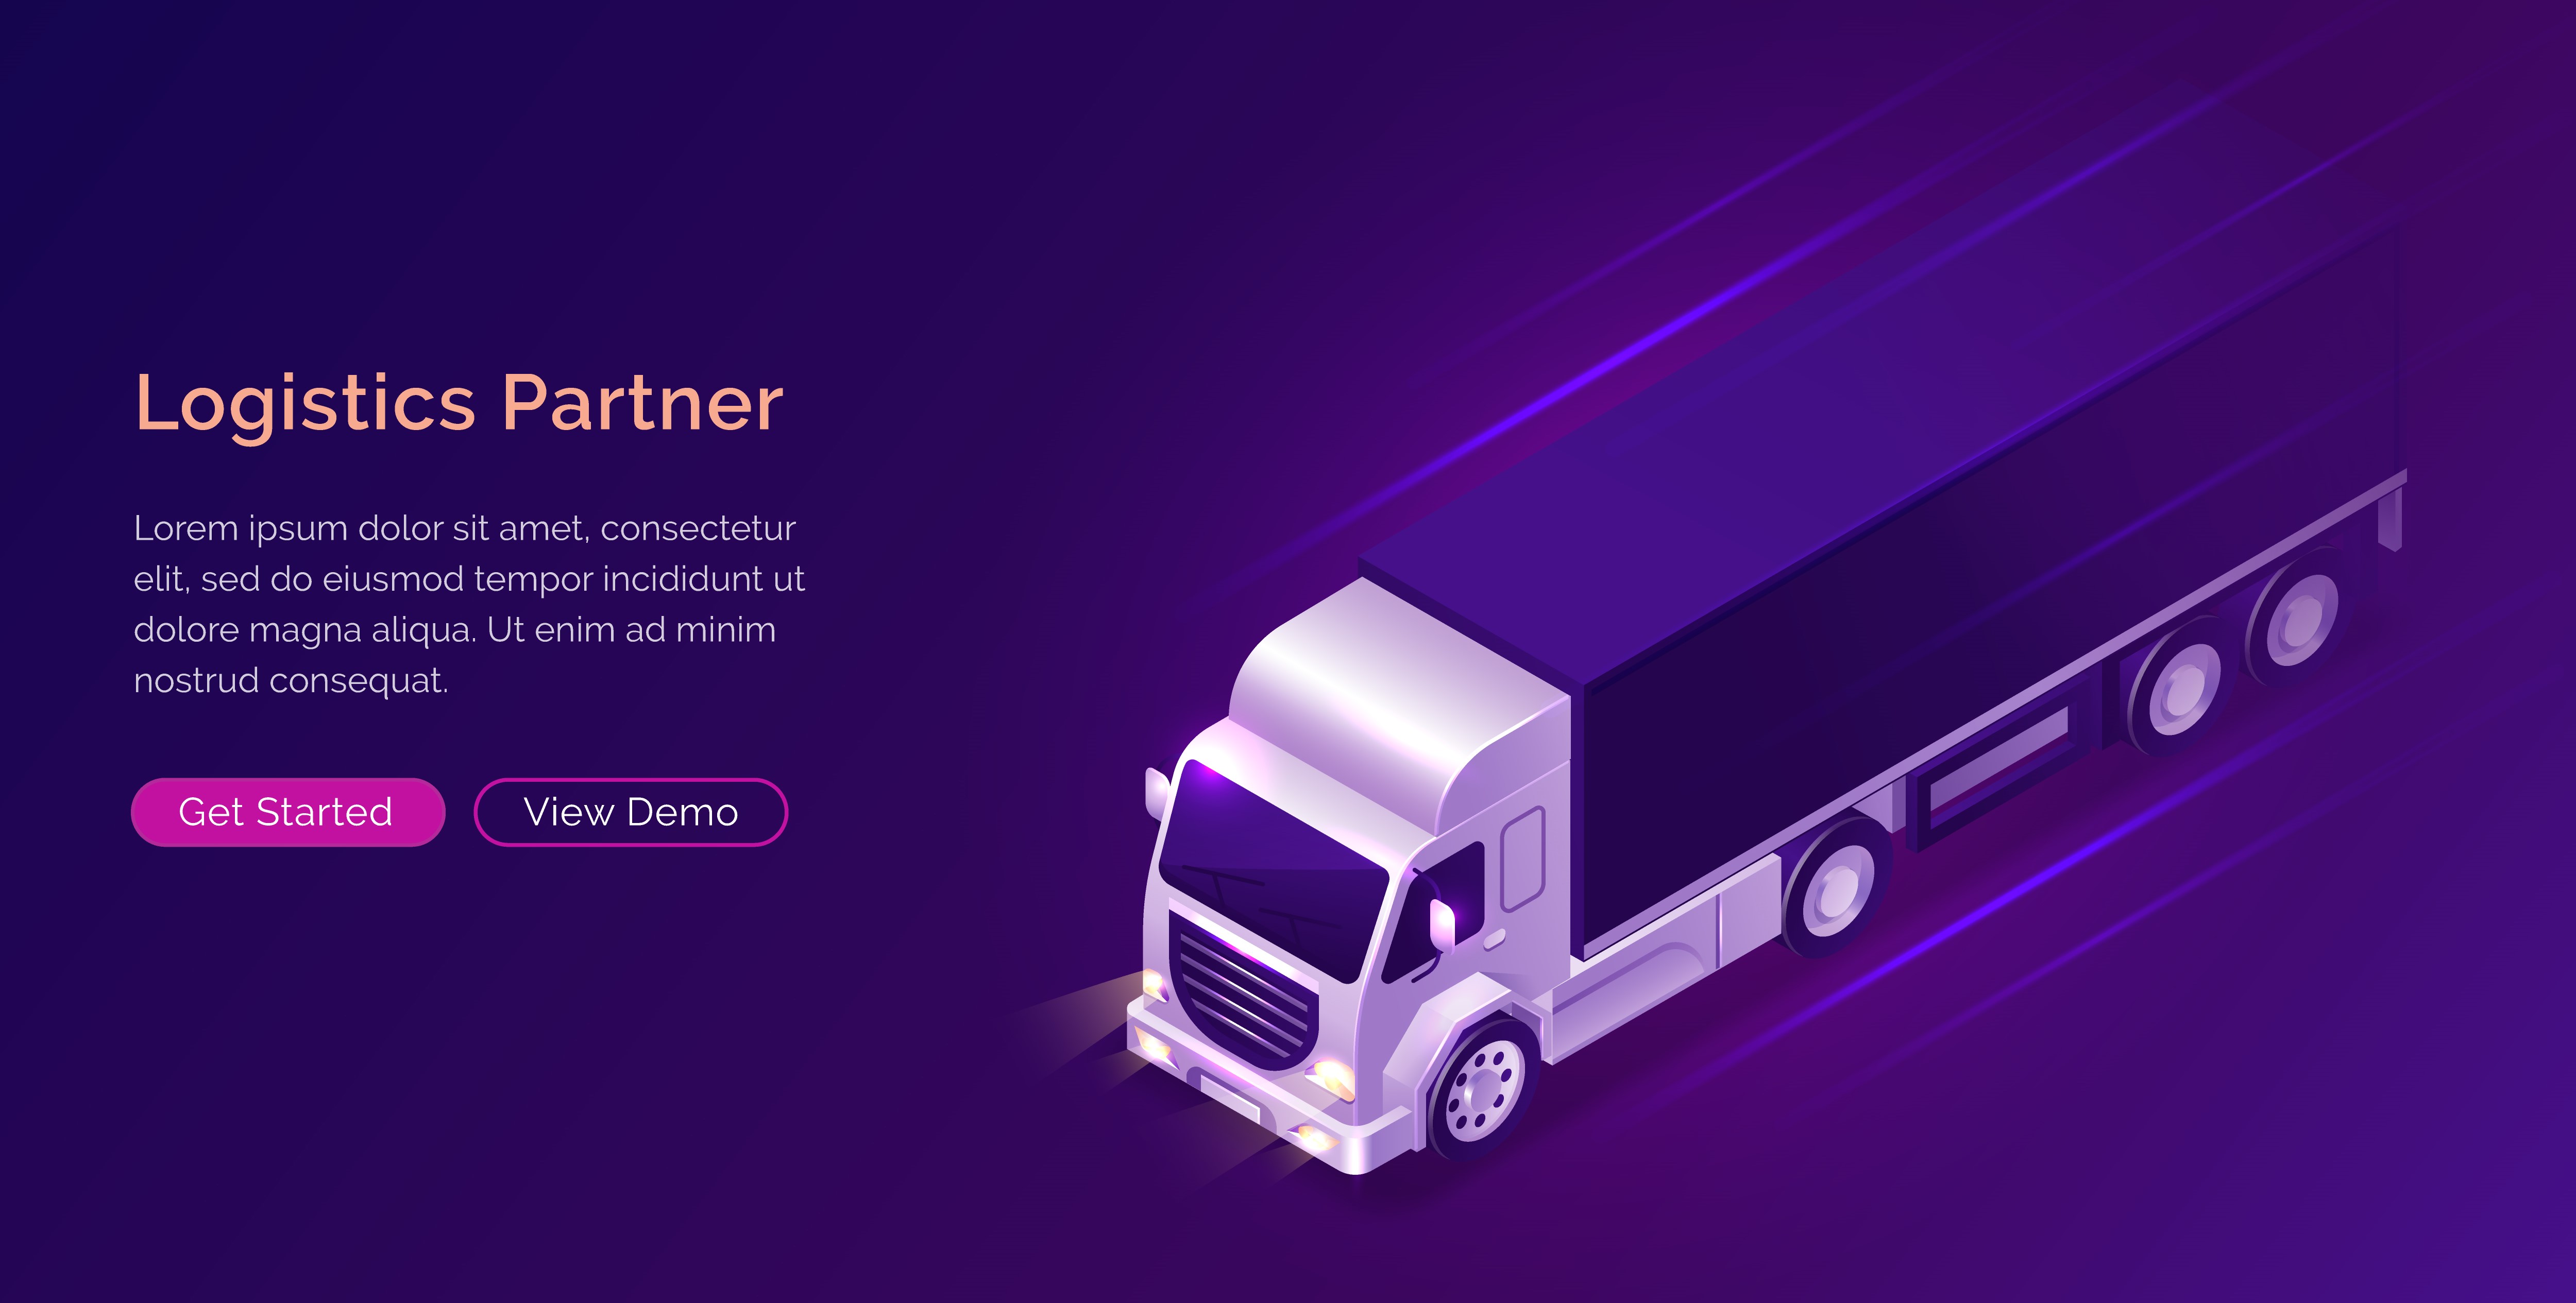 Logistics Partner
Lorem ipsum dolor sit amet, consectetur
elit, sed do eiusmod tempor incididunt ut
dolore magna aliqua. Ut enim ad minim
nostrud consequat.
Get Started
View Demo